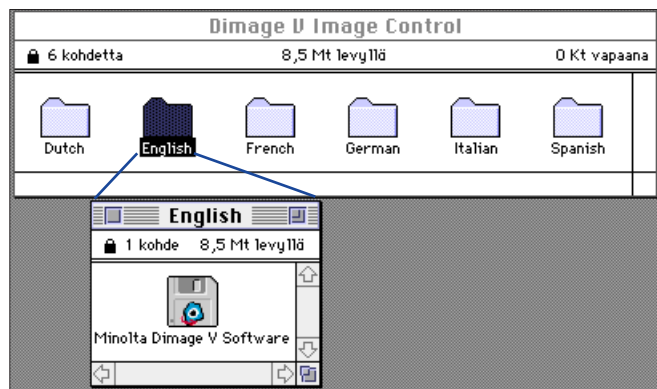 Dimage V Image Control
6 kohdetta 8,5 Mt levyllä 0 Kt vapaana
Dutch English French German Italian Spanish
English
1 kohde 8,5 Mt levyllä
Minolta Dimage V Software